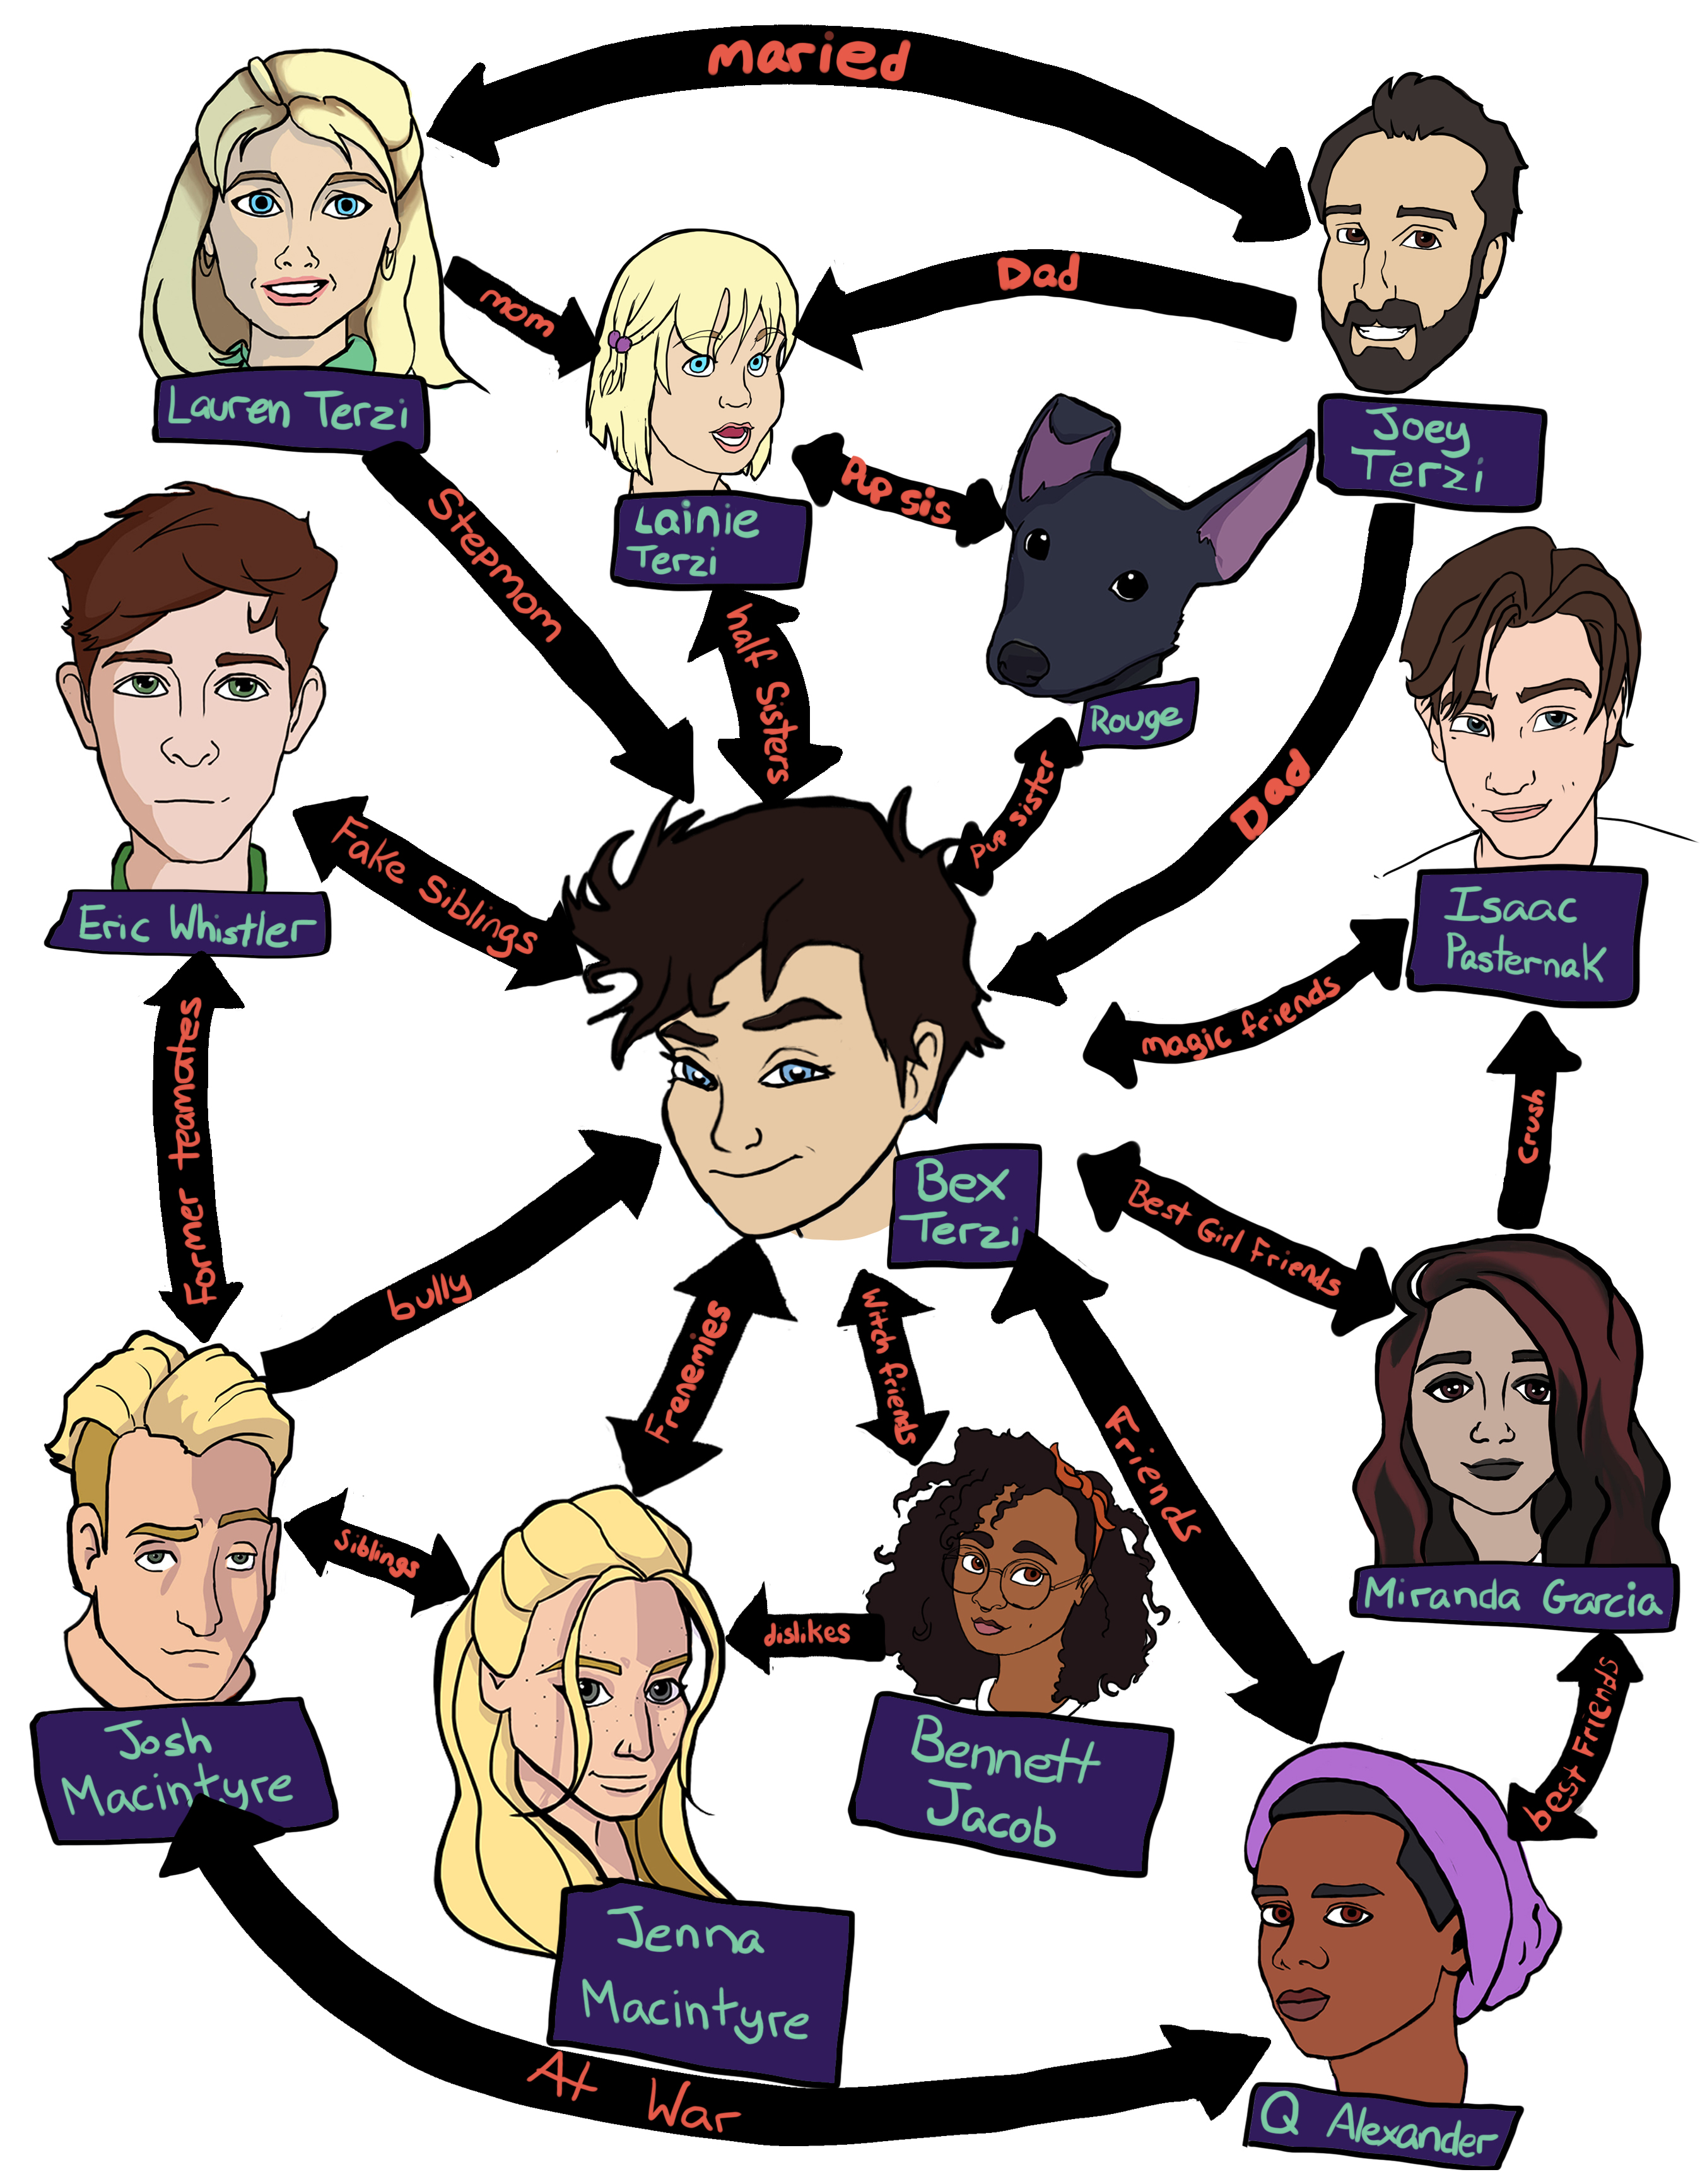 maried
Dad
mom
Lauren Terzi
Joey
Terzi
Pup sis
Lainie
Terzi
Stepmom
half Sisters
Rouge
pup sister
Dad
Fake Siblings
Eric Whistler
Isaac
Pasternak
magic friends
Former teamates
crush
Bex
Terzi
Best Girl Friends
bully
Frenemies
Witch friends
Friends
Siblings
dislikes
Miranda Garcia
best Friends
Josh
Macintyre
Bennett
Jacob
Jenna
Macintyre
At War
Q Alexander